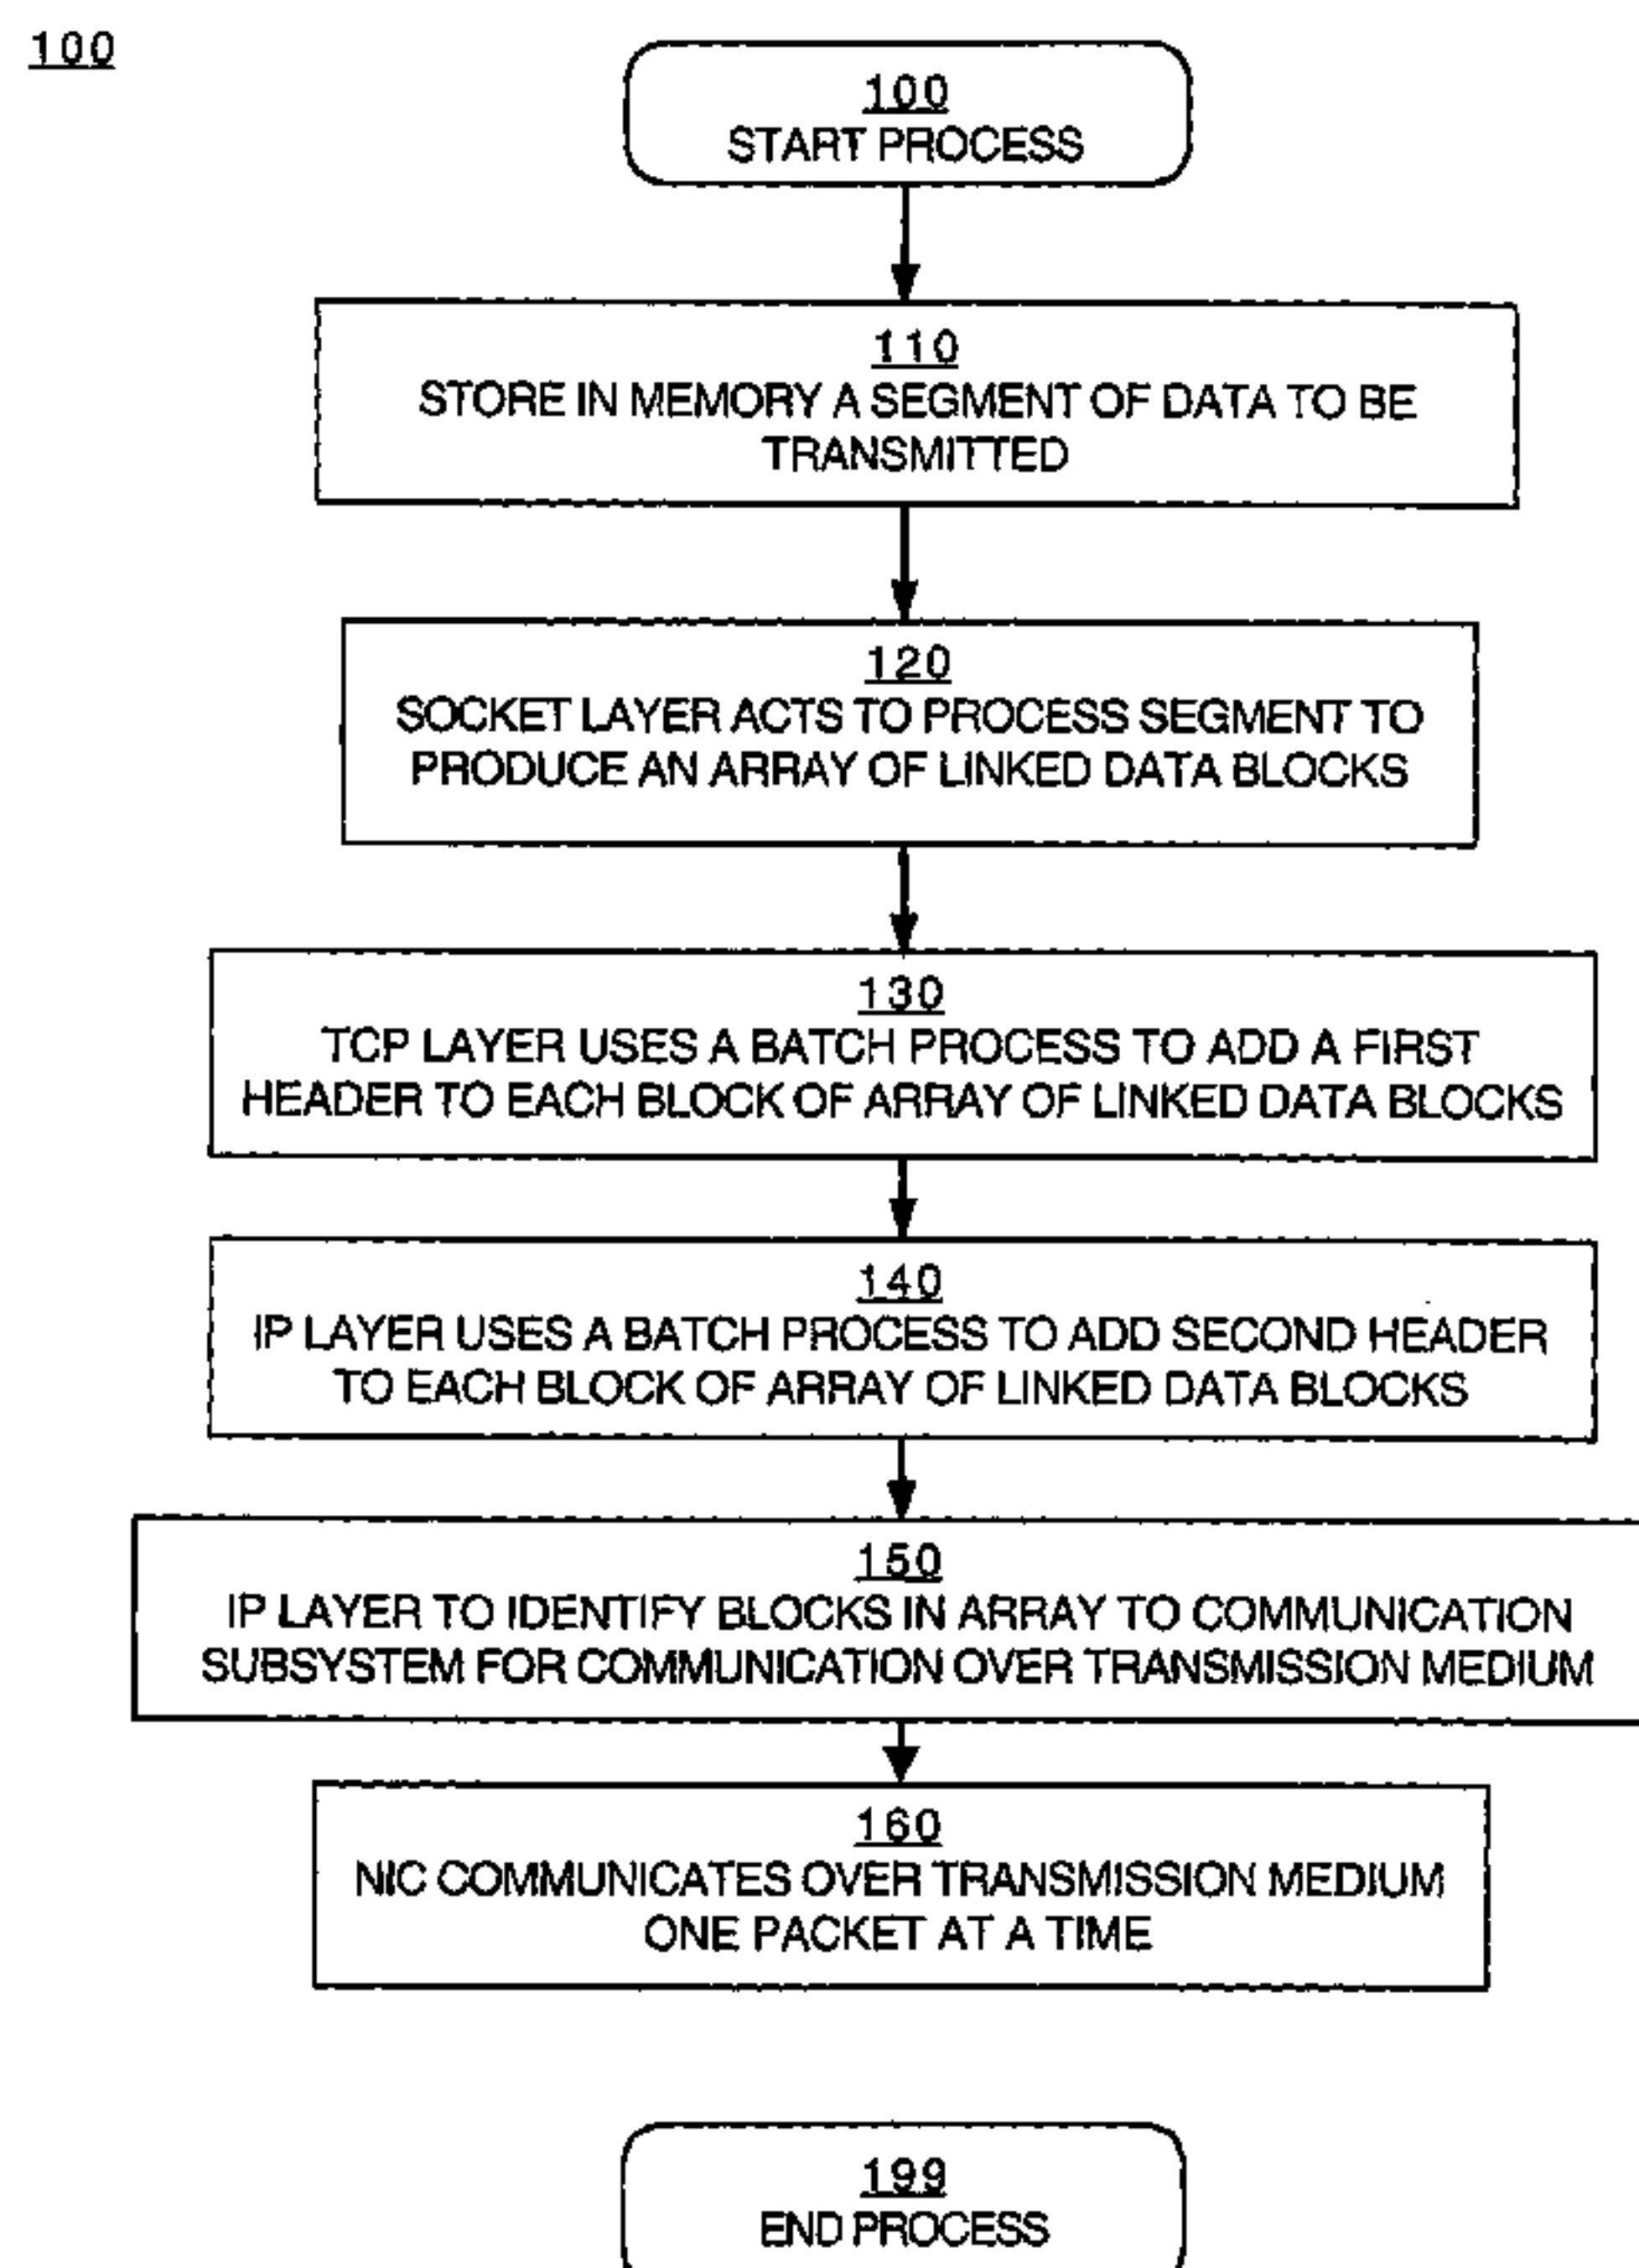 100
100
START PROCESS
110
STORE IN MEMORY A SEGMENT OF DATA TO BE
TRANSMITTED
120
SOCKET LAYER ACTS TO PROCESS SEGMENT TO
PRODUCE AN ARRAY OF LINKED DATA BLOCKS
130
TCP LAYER USES A BATCH PROCESS TO ADD A FIRST
HEADER TO EACH BLOCK OF ARRAY OF LINKED DATA BLOCKS
140
IP LAYER USES A BATCH PROCESS TO ADD SECOND HEADER
TO EACH BLOCK OF ARRAY OF LINKED DATA BLOCKS
150
IP LAYER TO IDENTIFY BLOCKS IN ARRAY TO COMMUNICATION
SUBSYSTEM FOR COMMUNICATION OVER TRANSMISSION MEDIUM
160
NIC COMMUNICATES OVER TRANSMISSION MEDIUM
ONE PACKET AT A TIME
199
END PROCESS